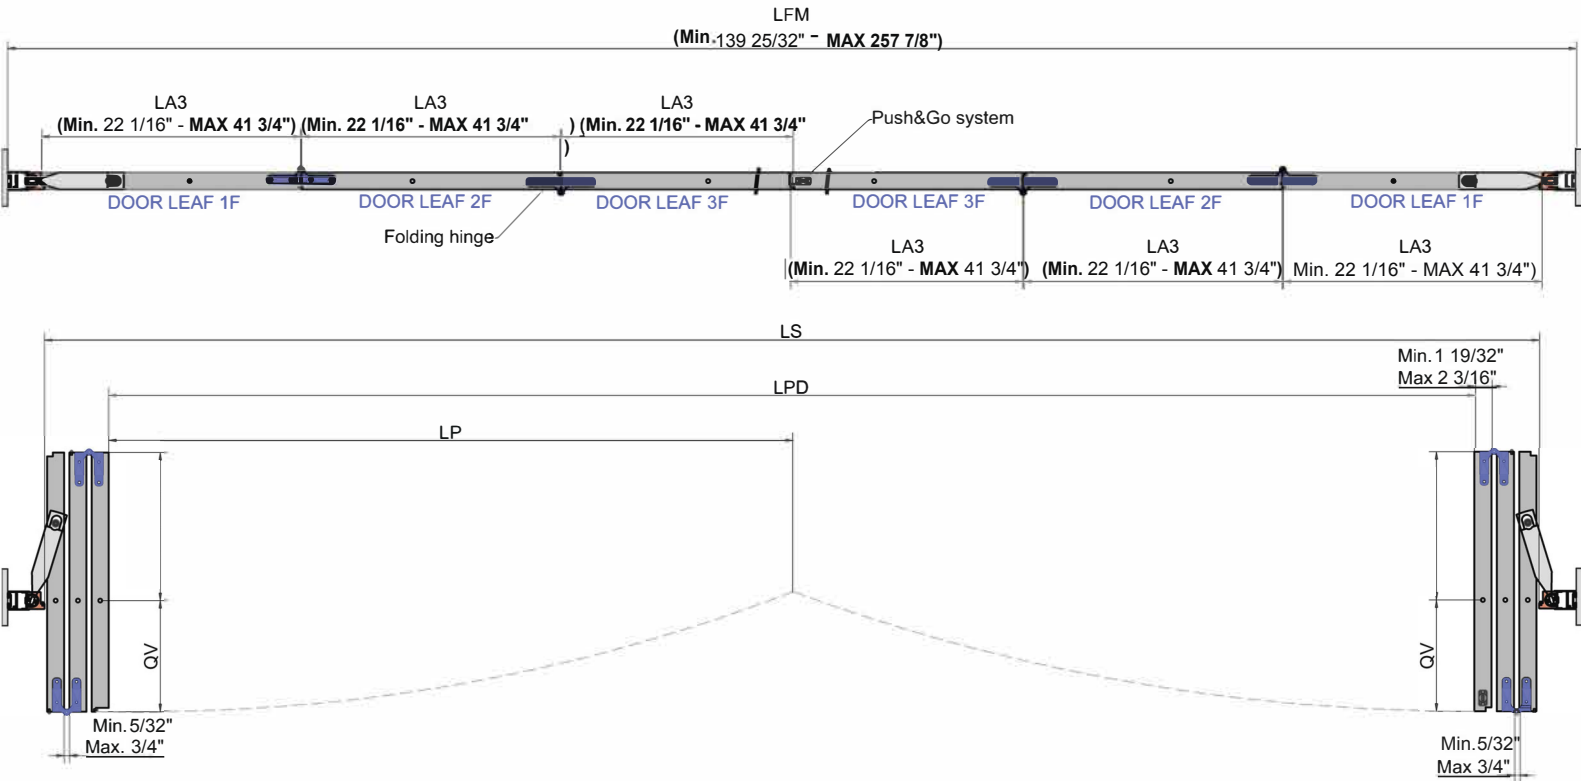 LFM
(Min. 139 25/32" - MAX 257 7/8")
LA3
(Min. 22 1/16" - MAX 41 3/4")
LA3
(Min. 22 1/16" - MAX 41 3/4"
)
LA3
) (Min. 22 1/16" - MAX 41 3/4"
Push&Go system
DOOR LEAF 1F
DOOR LEAF 2F
DOOR LEAF 3F
DOOR LEAF 3F
DOOR LEAF 2F
DOOR LEAF 1F
Folding hinge
LA3
(Min. 22 1/16" - MAX 41 3/4")
LA3
(Min. 22 1/16" - MAX 41 3/4")
LA3
Min. 22 1/16" - MAX 41 3/4")
LS
Min. 1 19/32"
Max 2 3/16"
LPD
LP
QV
QV
Min. 5/32"
Max. 3/4"
Min. 5/32"
Max 3/4"